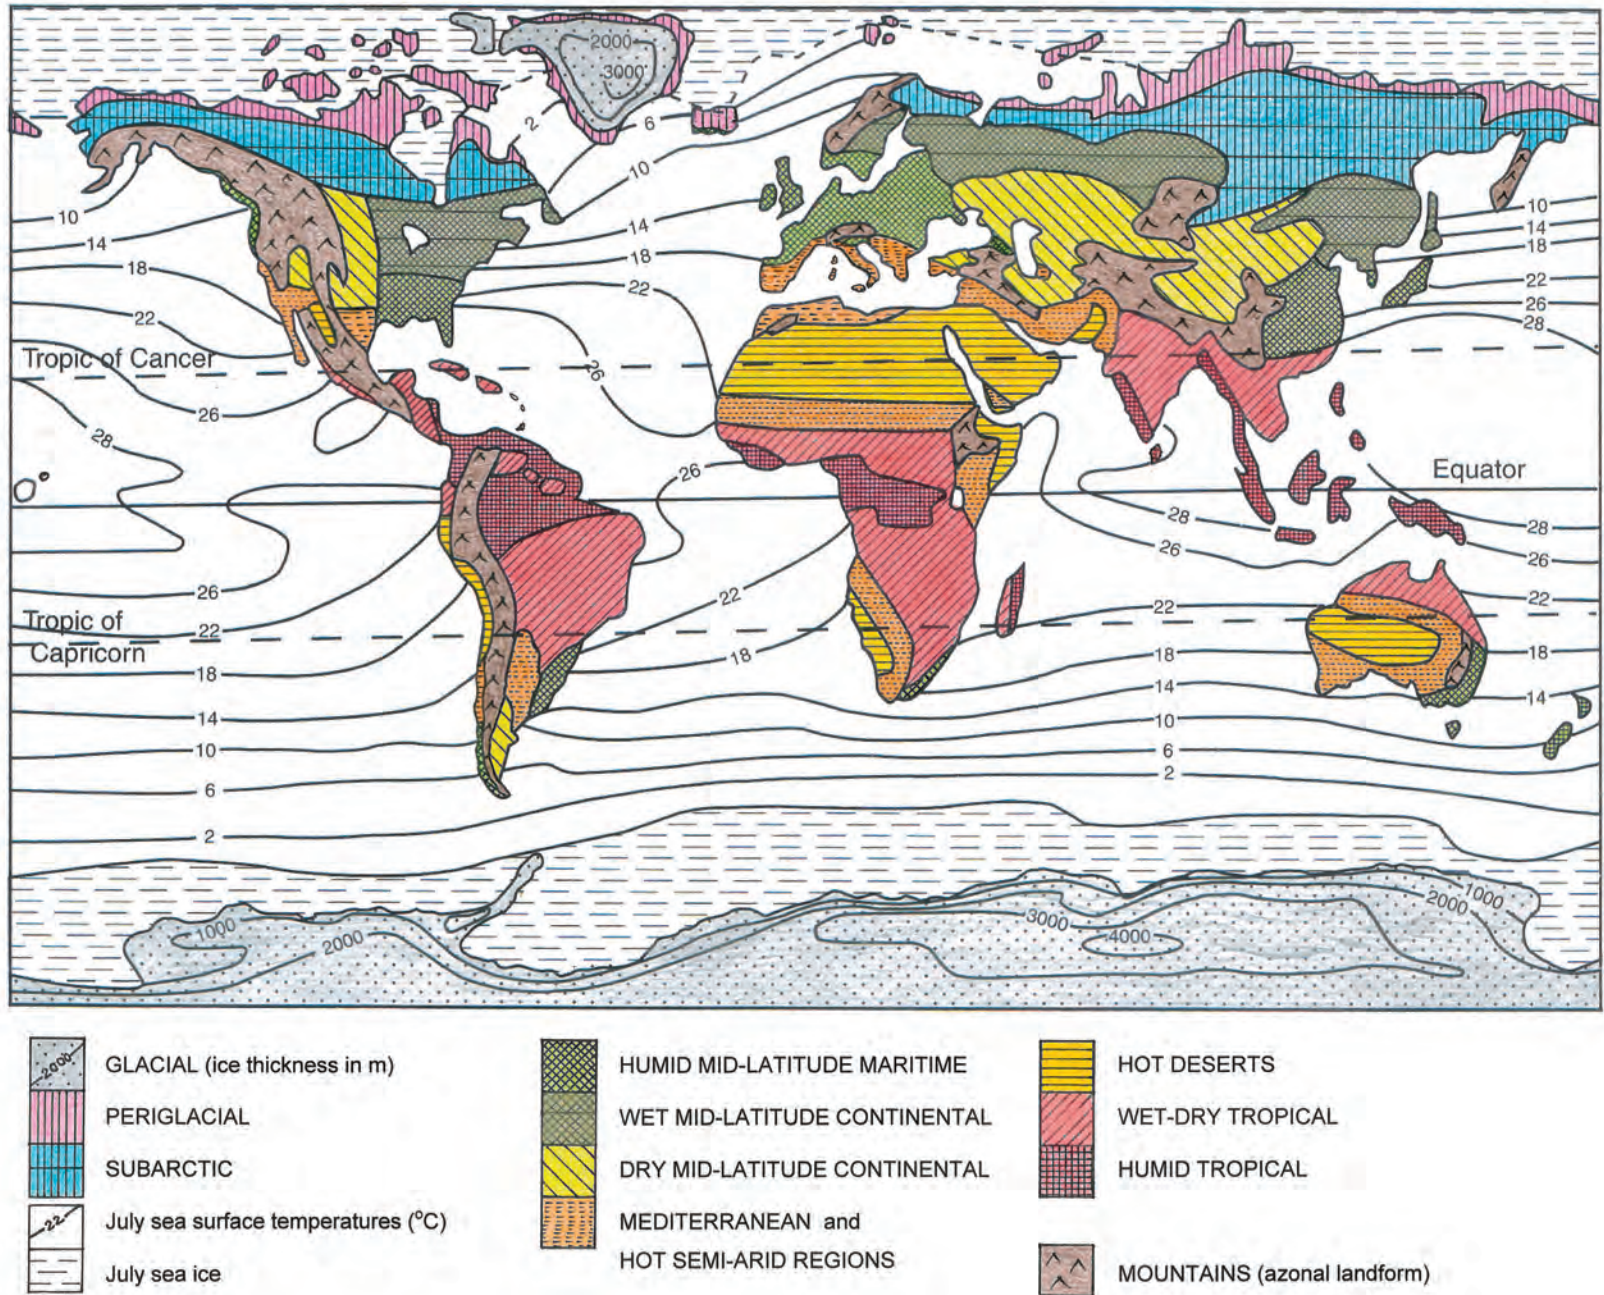 2000
3000
2
6
10
10
14
18
22
14
18
22
10
14
18
22
26
28
Tropic of Cancer
26
28
26
26
Equator
28
26
28
26
26
22
18
14
10
6
2
Tropic of
Capricorn
22
18
22
18
14
10
6
2
22
18
14
1000
2000
3000
4000
1000
2000
2000 GLACIAL (ice thickness in m)
PERIGLACIAL
SUBARCTIC
22 July sea surface temperatures (°C)
July sea ice
HUMID MID-LATITUDE MARITIME
WET MID-LATITUDE CONTINENTAL
DRY MID-LATITUDE CONTINENTAL
MEDITERRANEAN and
HOT SEMI-ARID REGIONS
HOT DESERTS
WET-DRY TROPICAL
HUMID TROPICAL
MOUNTAINS (azonal landform)